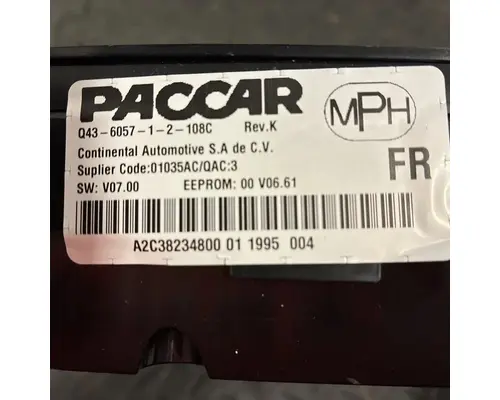 PACCAR
MPH
Q43-6057-1-2-108C Rev.K
Continental Automotive S.A de C.V.
Suplier Code:01035AC/QAC:3
FR
SW: V07.00 EEPROM: 00 V06.61
A2C38234800 01 1995 004